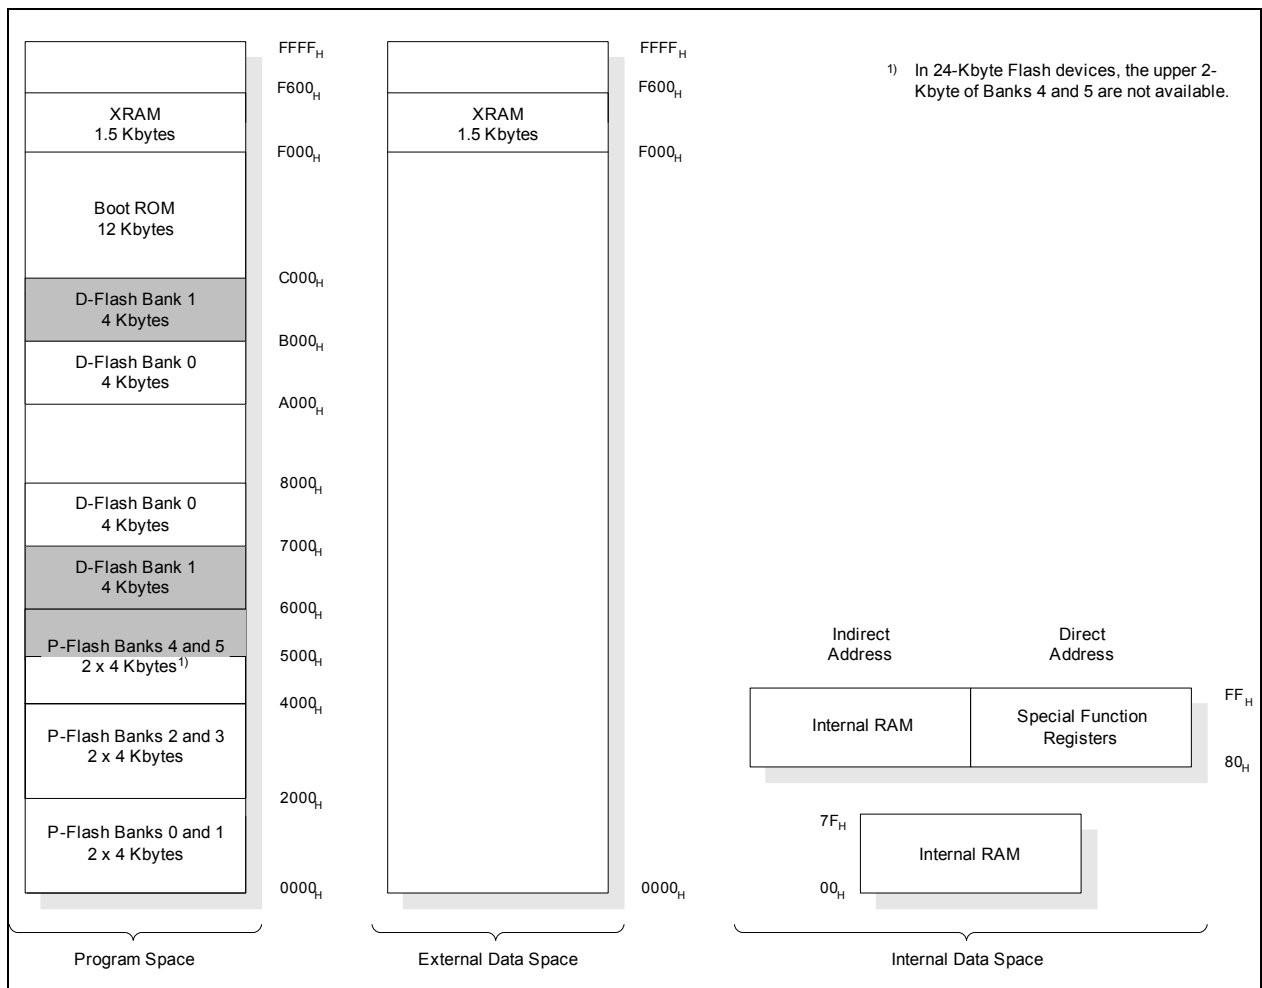 FFFFH
F600H
XRAM
1.5 Kbytes
F000H
Boot ROM
12 Kbytes
C000H
D-Flash Bank 1
4 Kbytes
B000H
D-Flash Bank 0
4 Kbytes
A000H
8000H
D-Flash Bank 0
4 Kbytes
7000H
D-Flash Bank 1
4 Kbytes
6000H
P-Flash Banks 4 and 5
2 x 4 Kbytes1)
5000H
4000H
P-Flash Banks 2 and 3
2 x 4 Kbytes
2000H
P-Flash Banks 0 and 1
2 x 4 Kbytes
0000H
Program Space
FFFFH
F600H
XRAM
1.5 Kbytes
F000H
0000H
External Data Space
1) In 24-Kbyte Flash devices, the upper 2-
Kbyte of Banks 4 and 5 are not available.
Indirect
Address
Direct
Address
Internal RAM
Special Function
Registers
FFH
80H
7FH
Internal RAM
00H
Internal Data Space